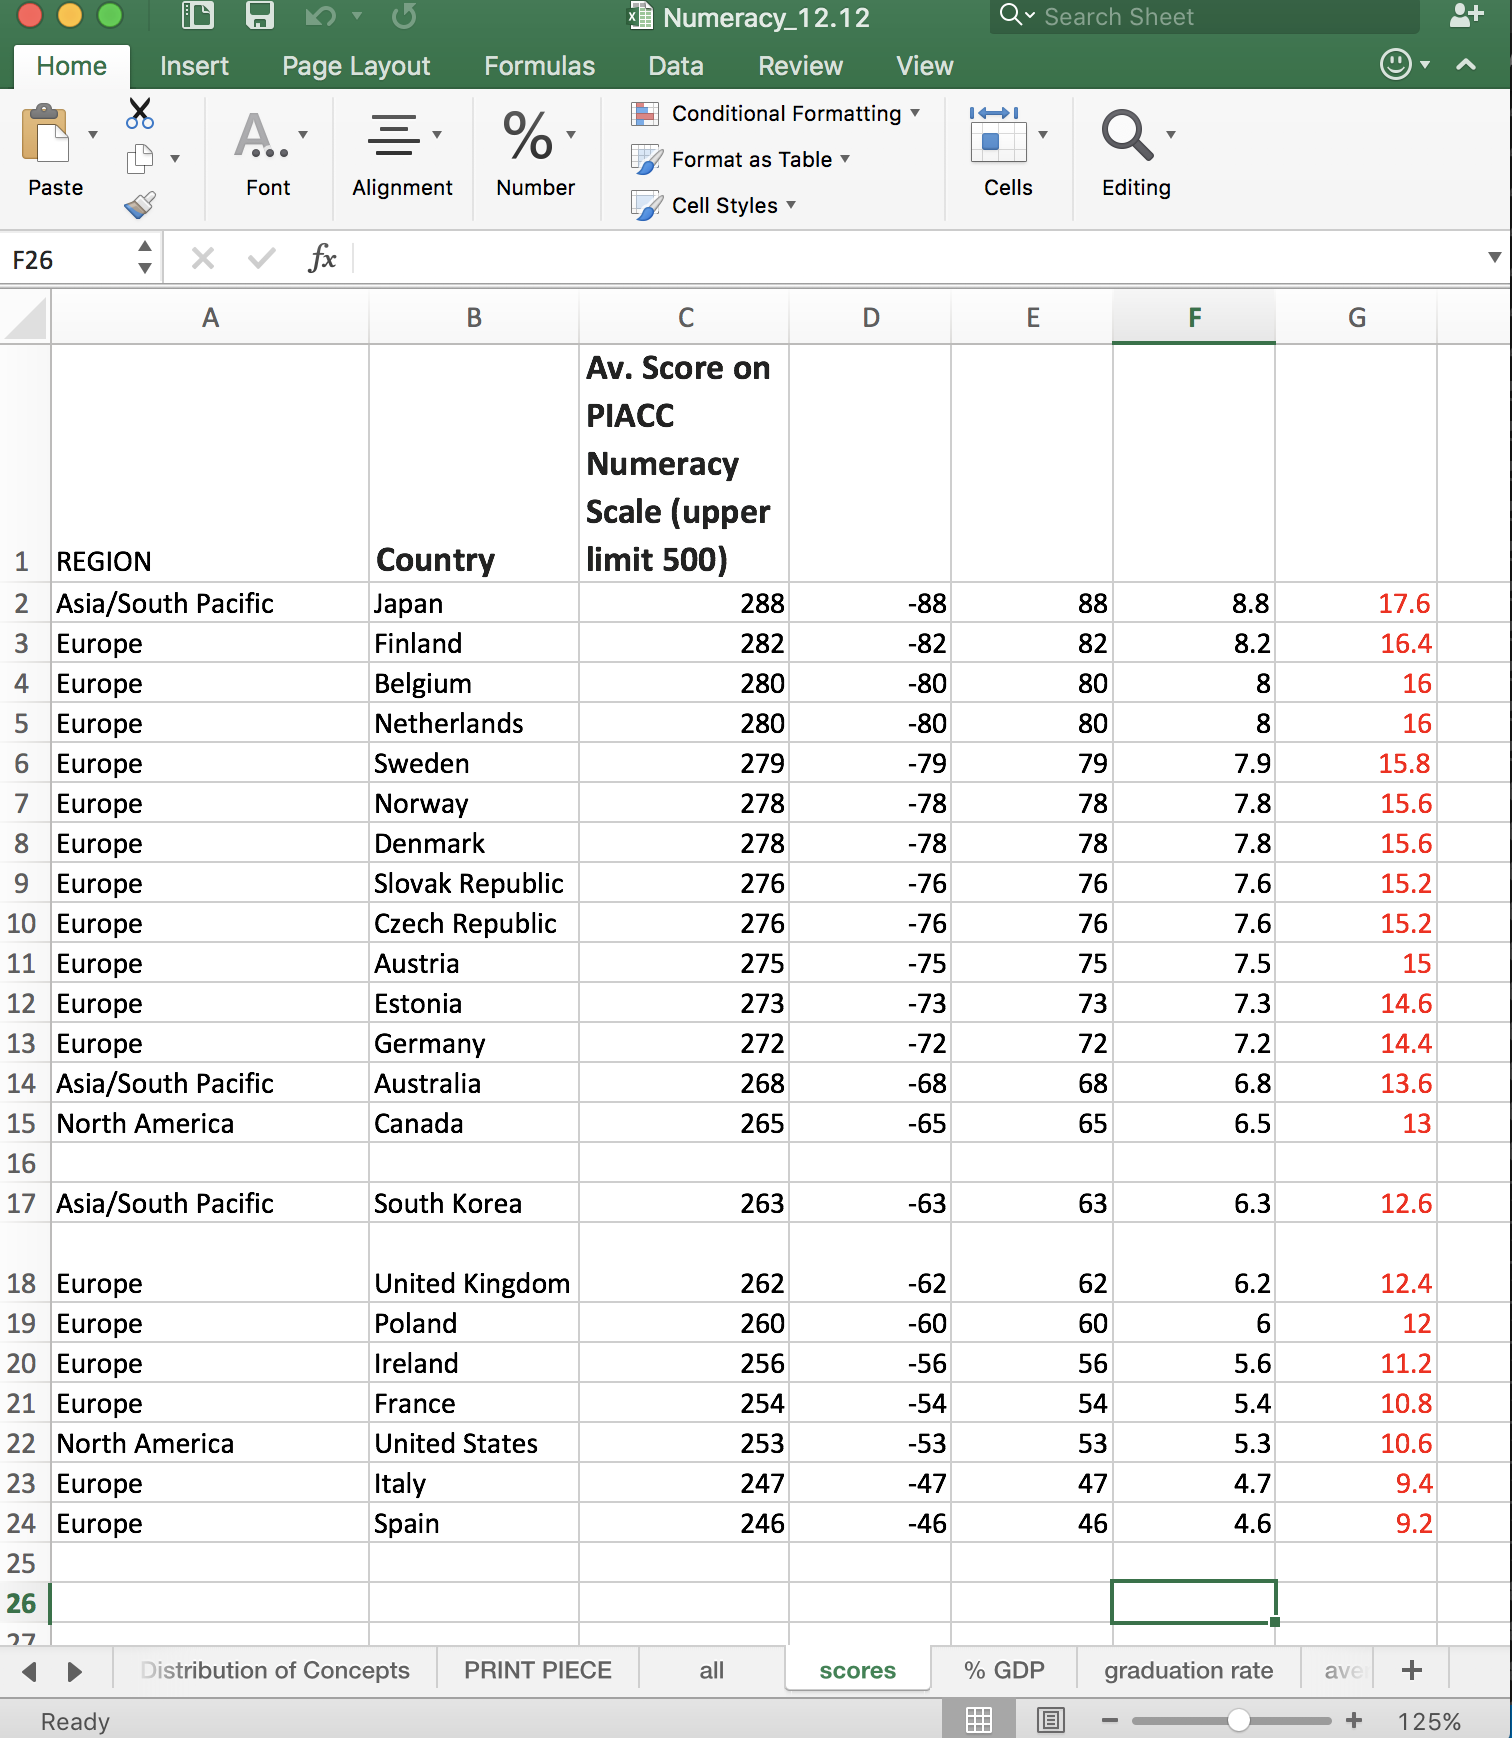 Numeracy_12.12
Search Sheet
Home Insert Page Layout Formulas Data Review View
Paste
Font
Alignment
%
Number
Conditional Formatting
Format as Table
Cell Styles
Cells
Editing
F26 fx
A B C D E F G
1 REGION Country Av. Score on
PIACC
Numeracy
Scale (upper
limit 500)
2 Asia/South Pacific Japan 288 -88 88 8.8 17.6
3 Europe Finland 282 -82 82 8.2 16.4
4 Europe Belgium 280 -80 80 8 16
5 Europe Netherlands 280 -80 80 8 16
6 Europe Sweden 279 -79 79 7.9 15.8
7 Europe Norway 278 -78 78 7.8 15.6
8 Europe Denmark 278 -78 78 7.8 15.6
9 Europe Slovak Republic 276 -76 76 7.6 15.2
10 Europe Czech Republic 276 -76 76 7.6 15.2
11 Europe Austria 275 -75 75 7.5 15
12 Europe Estonia 273 -73 73 7.3 14.6
13 Europe Germany 272 -72 72 7.2 14.4
14 Asia/South Pacific Australia 268 -68 68 6.8 13.6
15 North America Canada 265 -65 65 6.5 13
16
17 Asia/South Pacific South Korea 263 -63 63 6.3 12.6
18 Europe United Kingdom 262 -62 62 6.2 12.4
19 Europe Poland 260 -60 60 6 12
20 Europe Ireland 256 -56 56 5.6 11.2
21 Europe France 254 -54 54 5.4 10.8
22 North America United States 253 -53 53 5.3 10.6
23 Europe Italy 247 -47 47 4.7 9.4
24 Europe Spain 246 -46 46 4.6 9.2
25
26
27
Distribution of Concepts PRINT PIECE all scores % GDP graduation rate ave +
Ready 125%